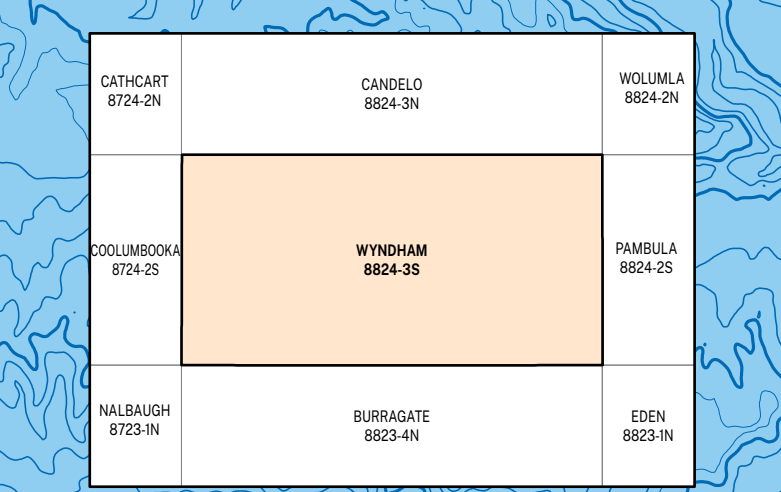 CATHCART
8724-2N
CANDELO
8824-3N
WOLUMLA
8824-2N
COOLUMBOOKA
8724-2S
WYNDHAM
8824-3S
PAMBULA
8824-2S
NALBAUGH
8723-1N
BURRAGATE
8823-4N
EDEN
8823-1N